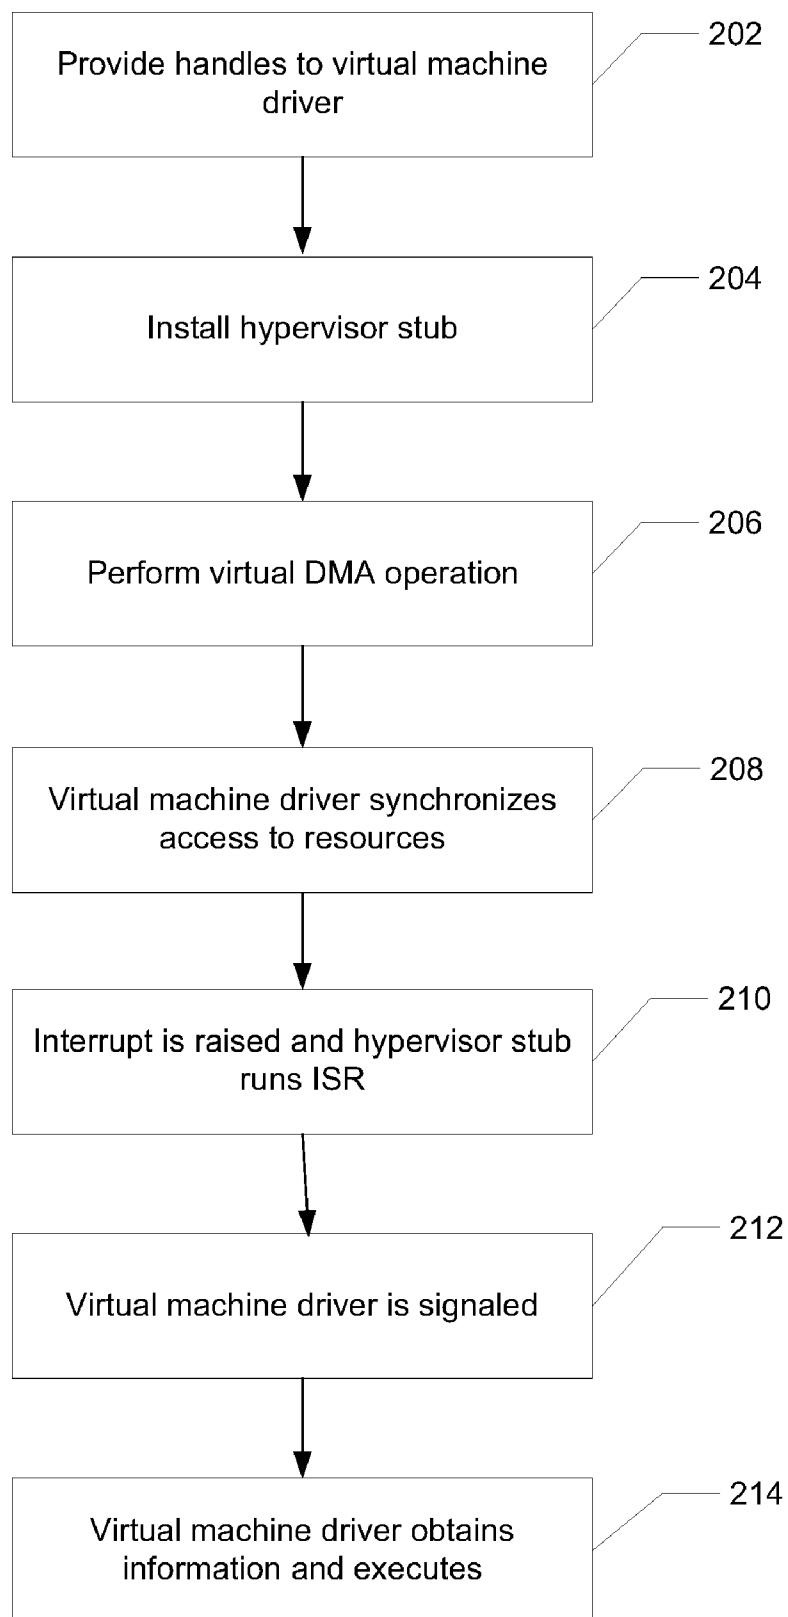 Provide handles to virtual machine
driver
202
Install hypervisor stub
204
Perform virtual DMA operation
206
Virtual machine driver synchronizes
access to resources
208
Interrupt is raised and hypervisor stub
runs ISR
210
Virtual machine driver is signaled
212
Virtual machine driver obtains
information and executes
214